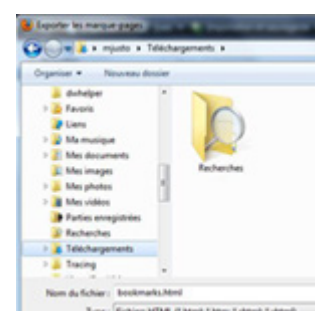 Exporter les marque-pages
mjusto ▸ Téléchargements ▸
Organiser ▾ Nouveau dossier
dwhelper
Favoris
Liens
Ma musique
Mes documents
Mes images
Mes photos
Mes vidéos
Parties enregistrées
Recherches
Téléchargements
Tracing
Recherches
Nom du fichier : bookmarks.html